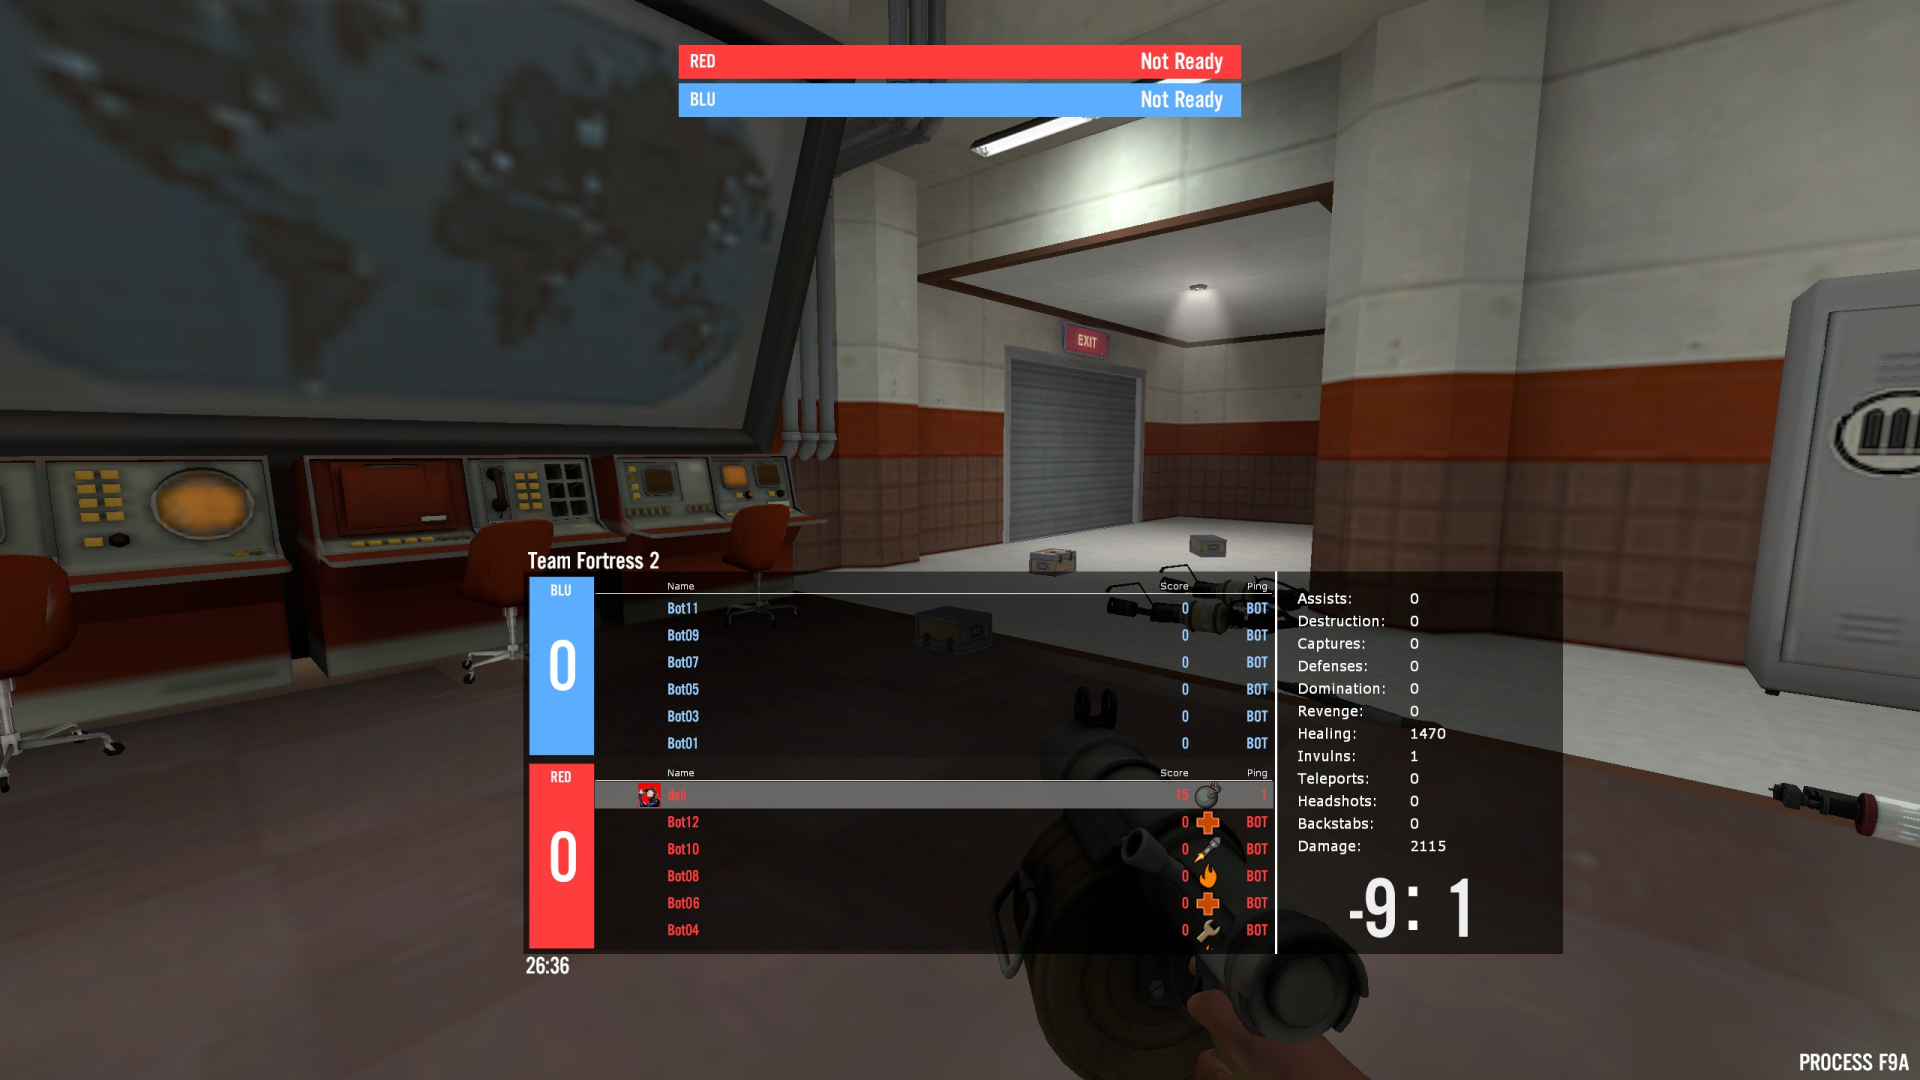 RED Not Ready
BLU Not Ready
EXIT
Team Fortress 2
BLU
0
Name Score Ping
Bot11 0 BOT
Bot09 0 BOT
Bot07 0 BOT
Bot05 0 BOT
Bot03 0 BOT
Bot01 0 BOT
RED
0
Name Score Ping
deli 15 1
Bot12 0 BOT
Bot10 0 BOT
Bot08 0 BOT
Bot06 0 BOT
Bot04 0 BOT
26:36
Assists: 0
Destruction: 0
Captures: 0
Defenses: 0
Domination: 0
Revenge: 0
Healing: 1470
Invulns: 1
Teleports: 0
Headshots: 0
Backstabs: 0
Damage: 2115
-9: 1
PROCESS F9A